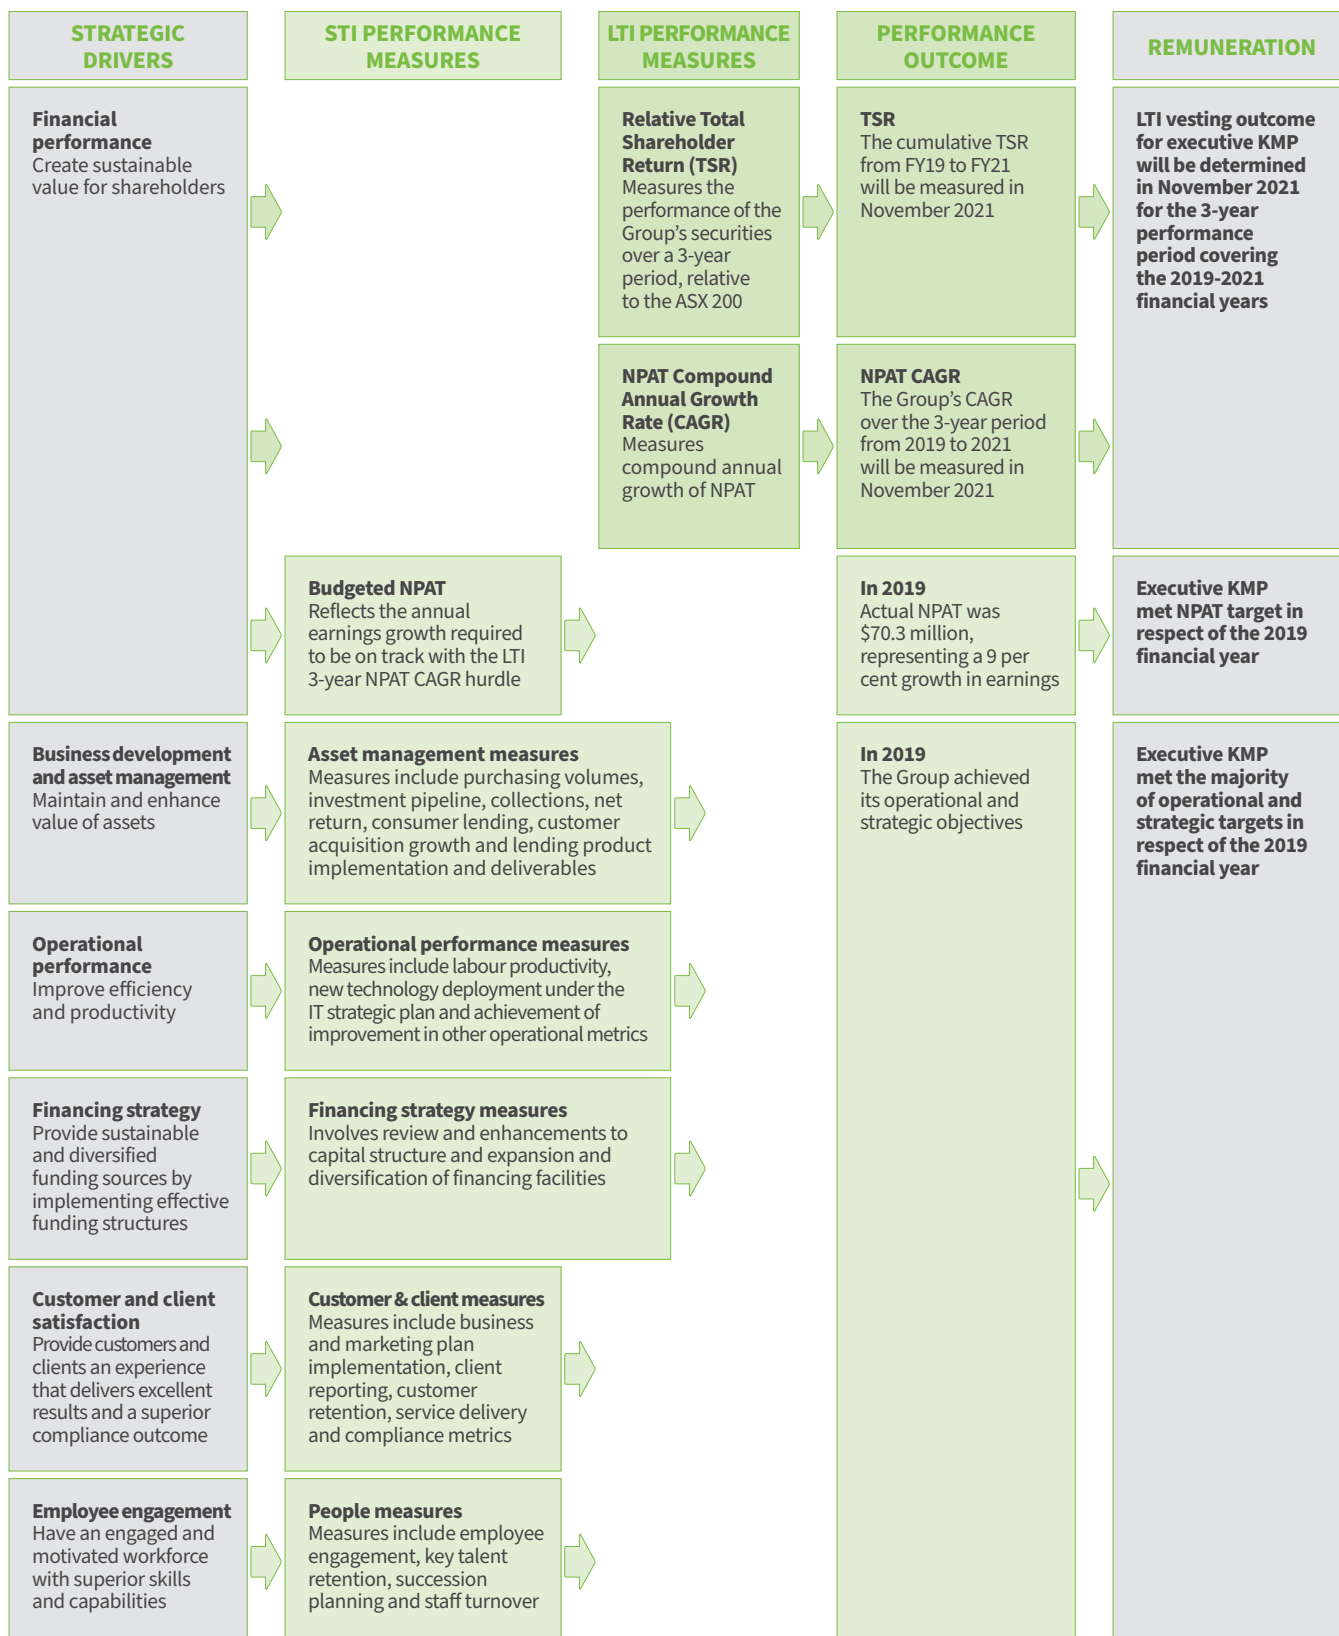 STRATEGIC
DRIVERS
STI PERFORMANCE
MEASURES
LTI PERFORMANCE
MEASURES
PERFORMANCE
OUTCOME
REMUNERATION
Financial
performance
Create sustainable
value for shareholders
Relative Total
Shareholder
Return (TSR)
Measures the
performance of the
Group's securities
over a 3-year
period, relative
to the ASX 200
TSR
The cumulative TSR
from FY19 to FY21
will be measured in
November 2021
LTI vesting outcome
for executive KMP
will be determined
in November 2021
for the 3-year
performance
period covering
the 2019-2021
financial years
NPAT Compound
Annual Growth
Rate (CAGR)
Measures
compound annual
growth of NPAT
NPAT CAGR
The Group's CAGR
over the 3-year period
from 2019 to 2021
will be measured in
November 2021
Budgeted NPAT
Reflects the annual
earnings growth required
to be on track with the LTI
3-year NPAT CAGR hurdle
In 2019
Actual NPAT was
$70.3 million,
representing a 9 per
cent growth in earnings
Executive KMP
met NPAT target in
respect of the 2019
financial year
Business development
and asset management
Maintain and enhance
value of assets
Asset management measures
Measures include purchasing volumes,
investment pipeline, collections, net
return, consumer lending, customer
acquisition growth and lending product
implementation and deliverables
In 2019
The Group achieved
its operational and
strategic objectives
Executive KMP
met the majority
of operational and
strategic targets in
respect of the 2019
financial year
Operational
performance
Improve efficiency
and productivity
Operational performance measures
Measures include labour productivity,
new technology deployment under the
IT strategic plan and achievement of
improvement in other operational metrics
Financing strategy
Provide sustainable
and diversified
funding sources by
implementing effective
funding structures
Financing strategy measures
Involves review and enhancements to
capital structure and expansion and
diversification of financing facilities
Customer and client
satisfaction
Provide customers and
clients an experience
that delivers excellent
results and a superior
compliance outcome
Customer & client measures
Measures include business
and marketing plan
implementation, client
reporting, customer
retention, service delivery
and compliance metrics
Employee engagement
Have an engaged and
motivated workforce
with superior skills
and capabilities
People measures
Measures include employee
engagement, key talent
retention, succession
planning and staff turnover